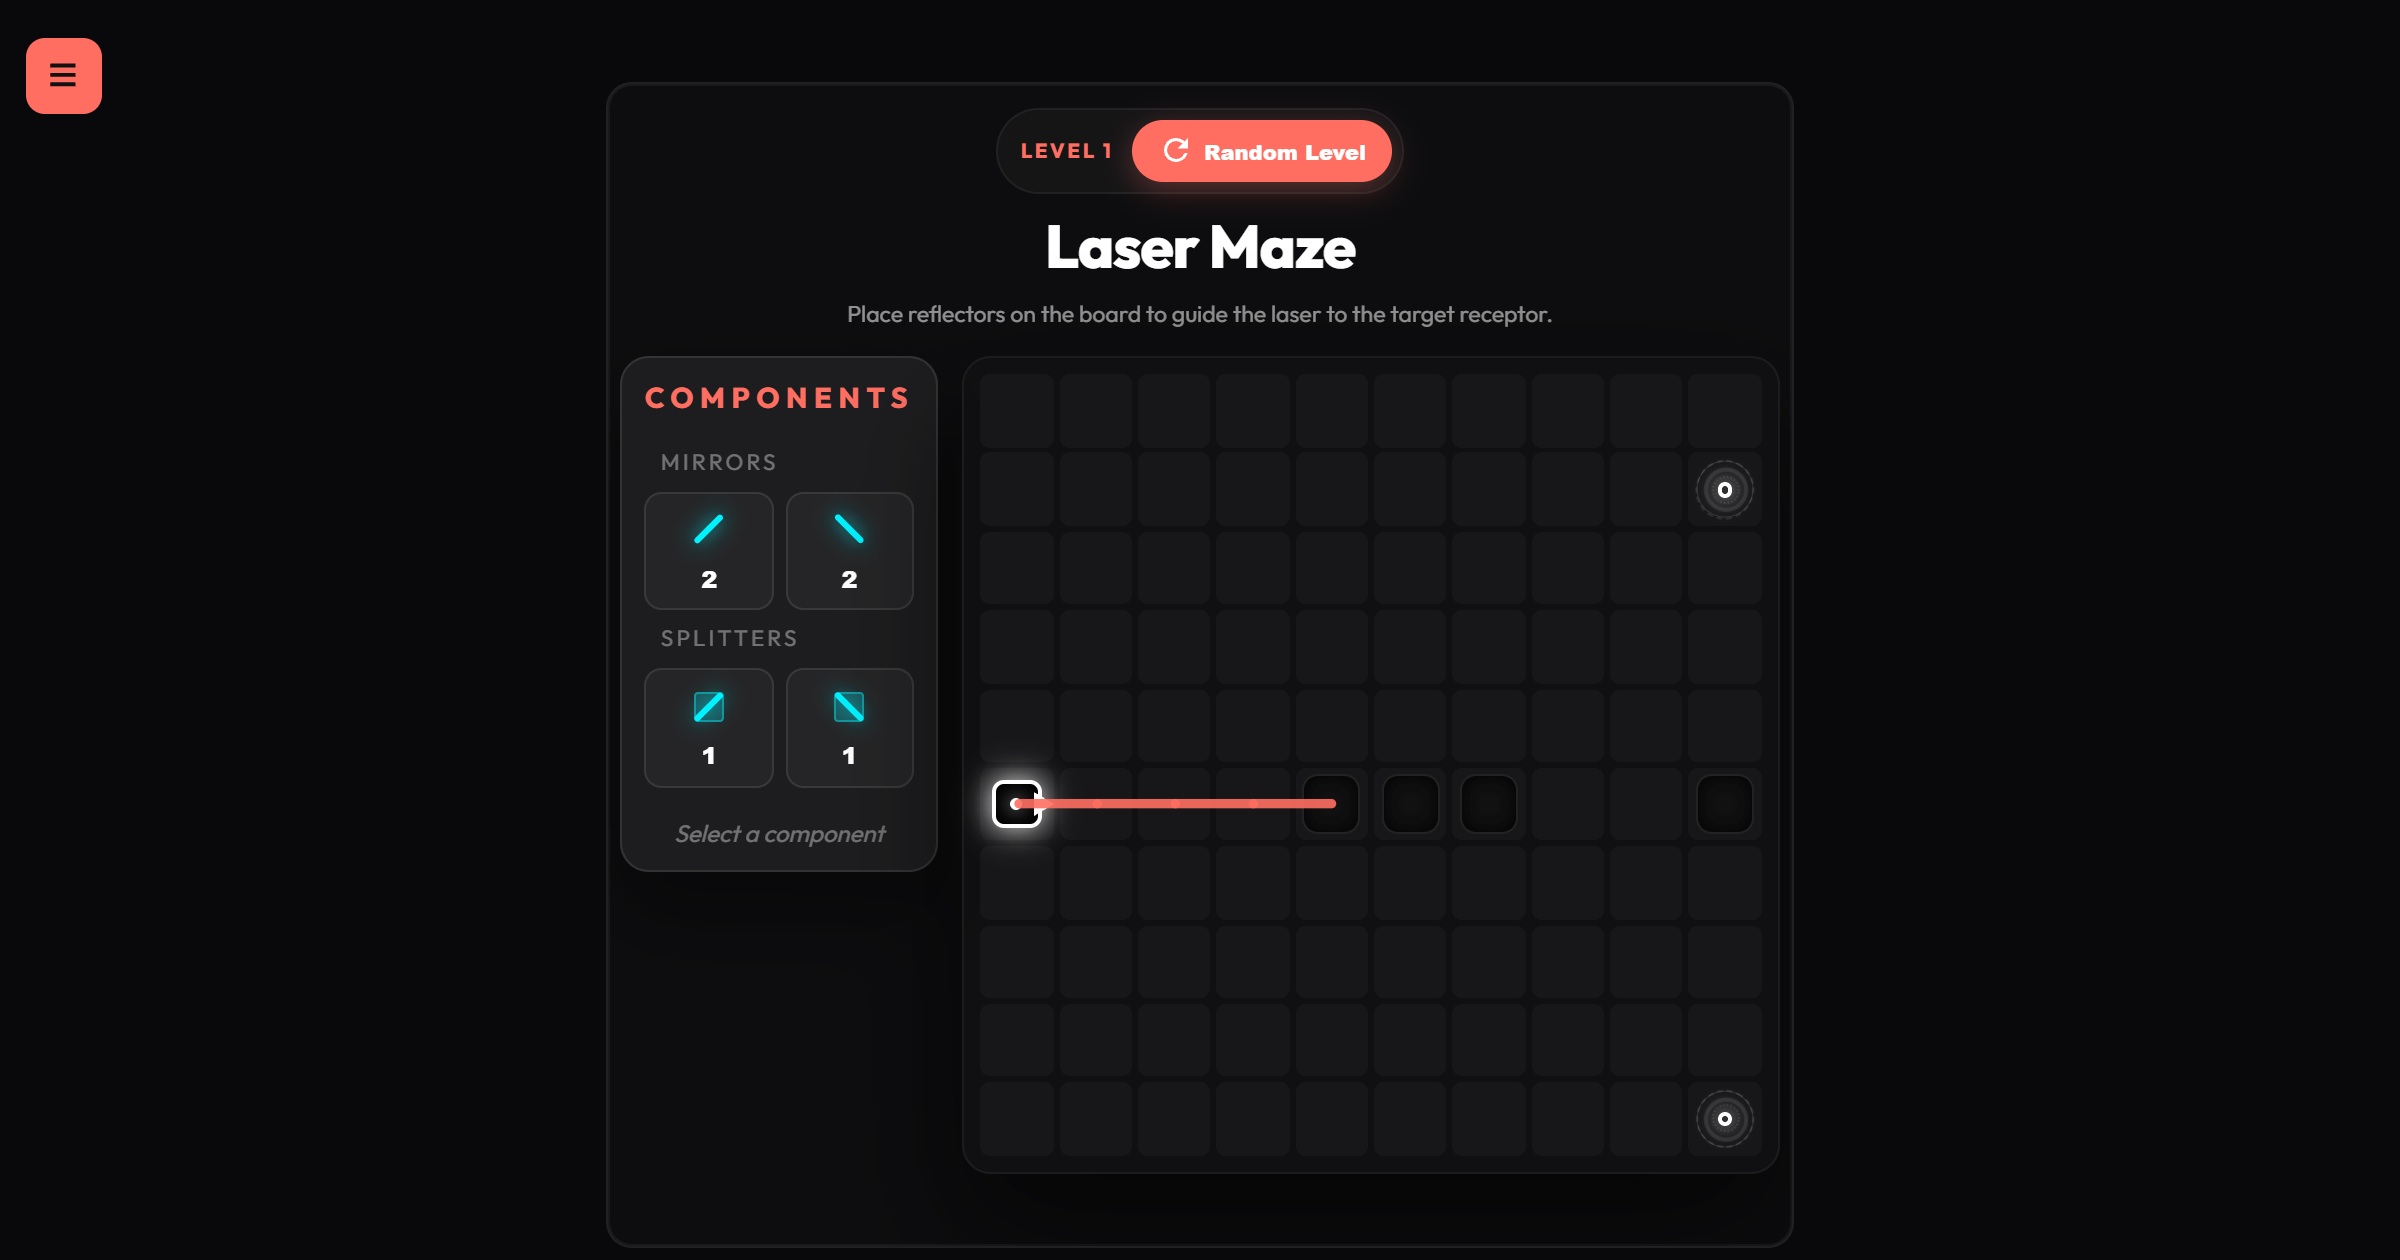 LEVEL 1
Random Level
Laser Maze
Place reflectors on the board to guide the laser to the target receptor.
COMPONENTS
MIRRORS
2
2
SPLITTERS
1
1
Select a component